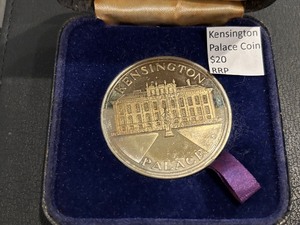 Kensington
Palace Coin
$20
RRP
KENSINGTON
PALACE